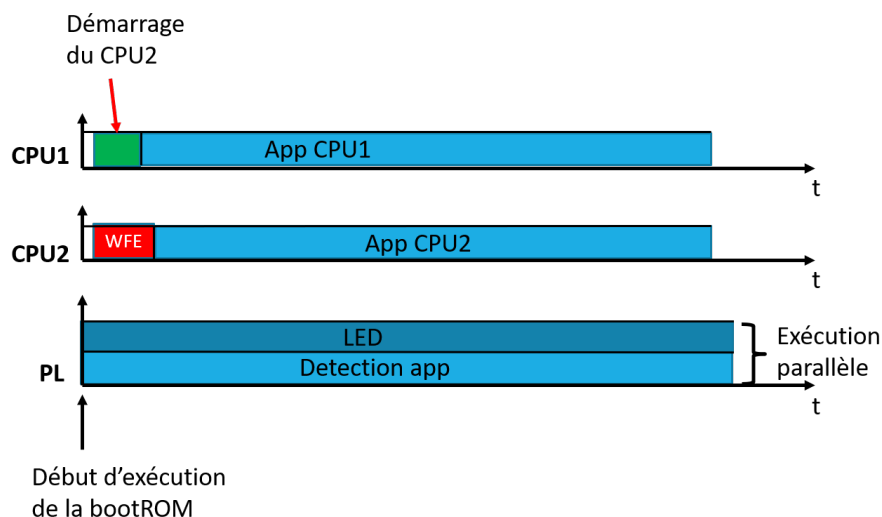 Démarrage
du CPU2
CPU1
App CPU1
t
CPU2
WFE
App CPU2
t
PL
LED
Detection app
Exécution
parallèle
t
Début d’exécution
de la bootROM